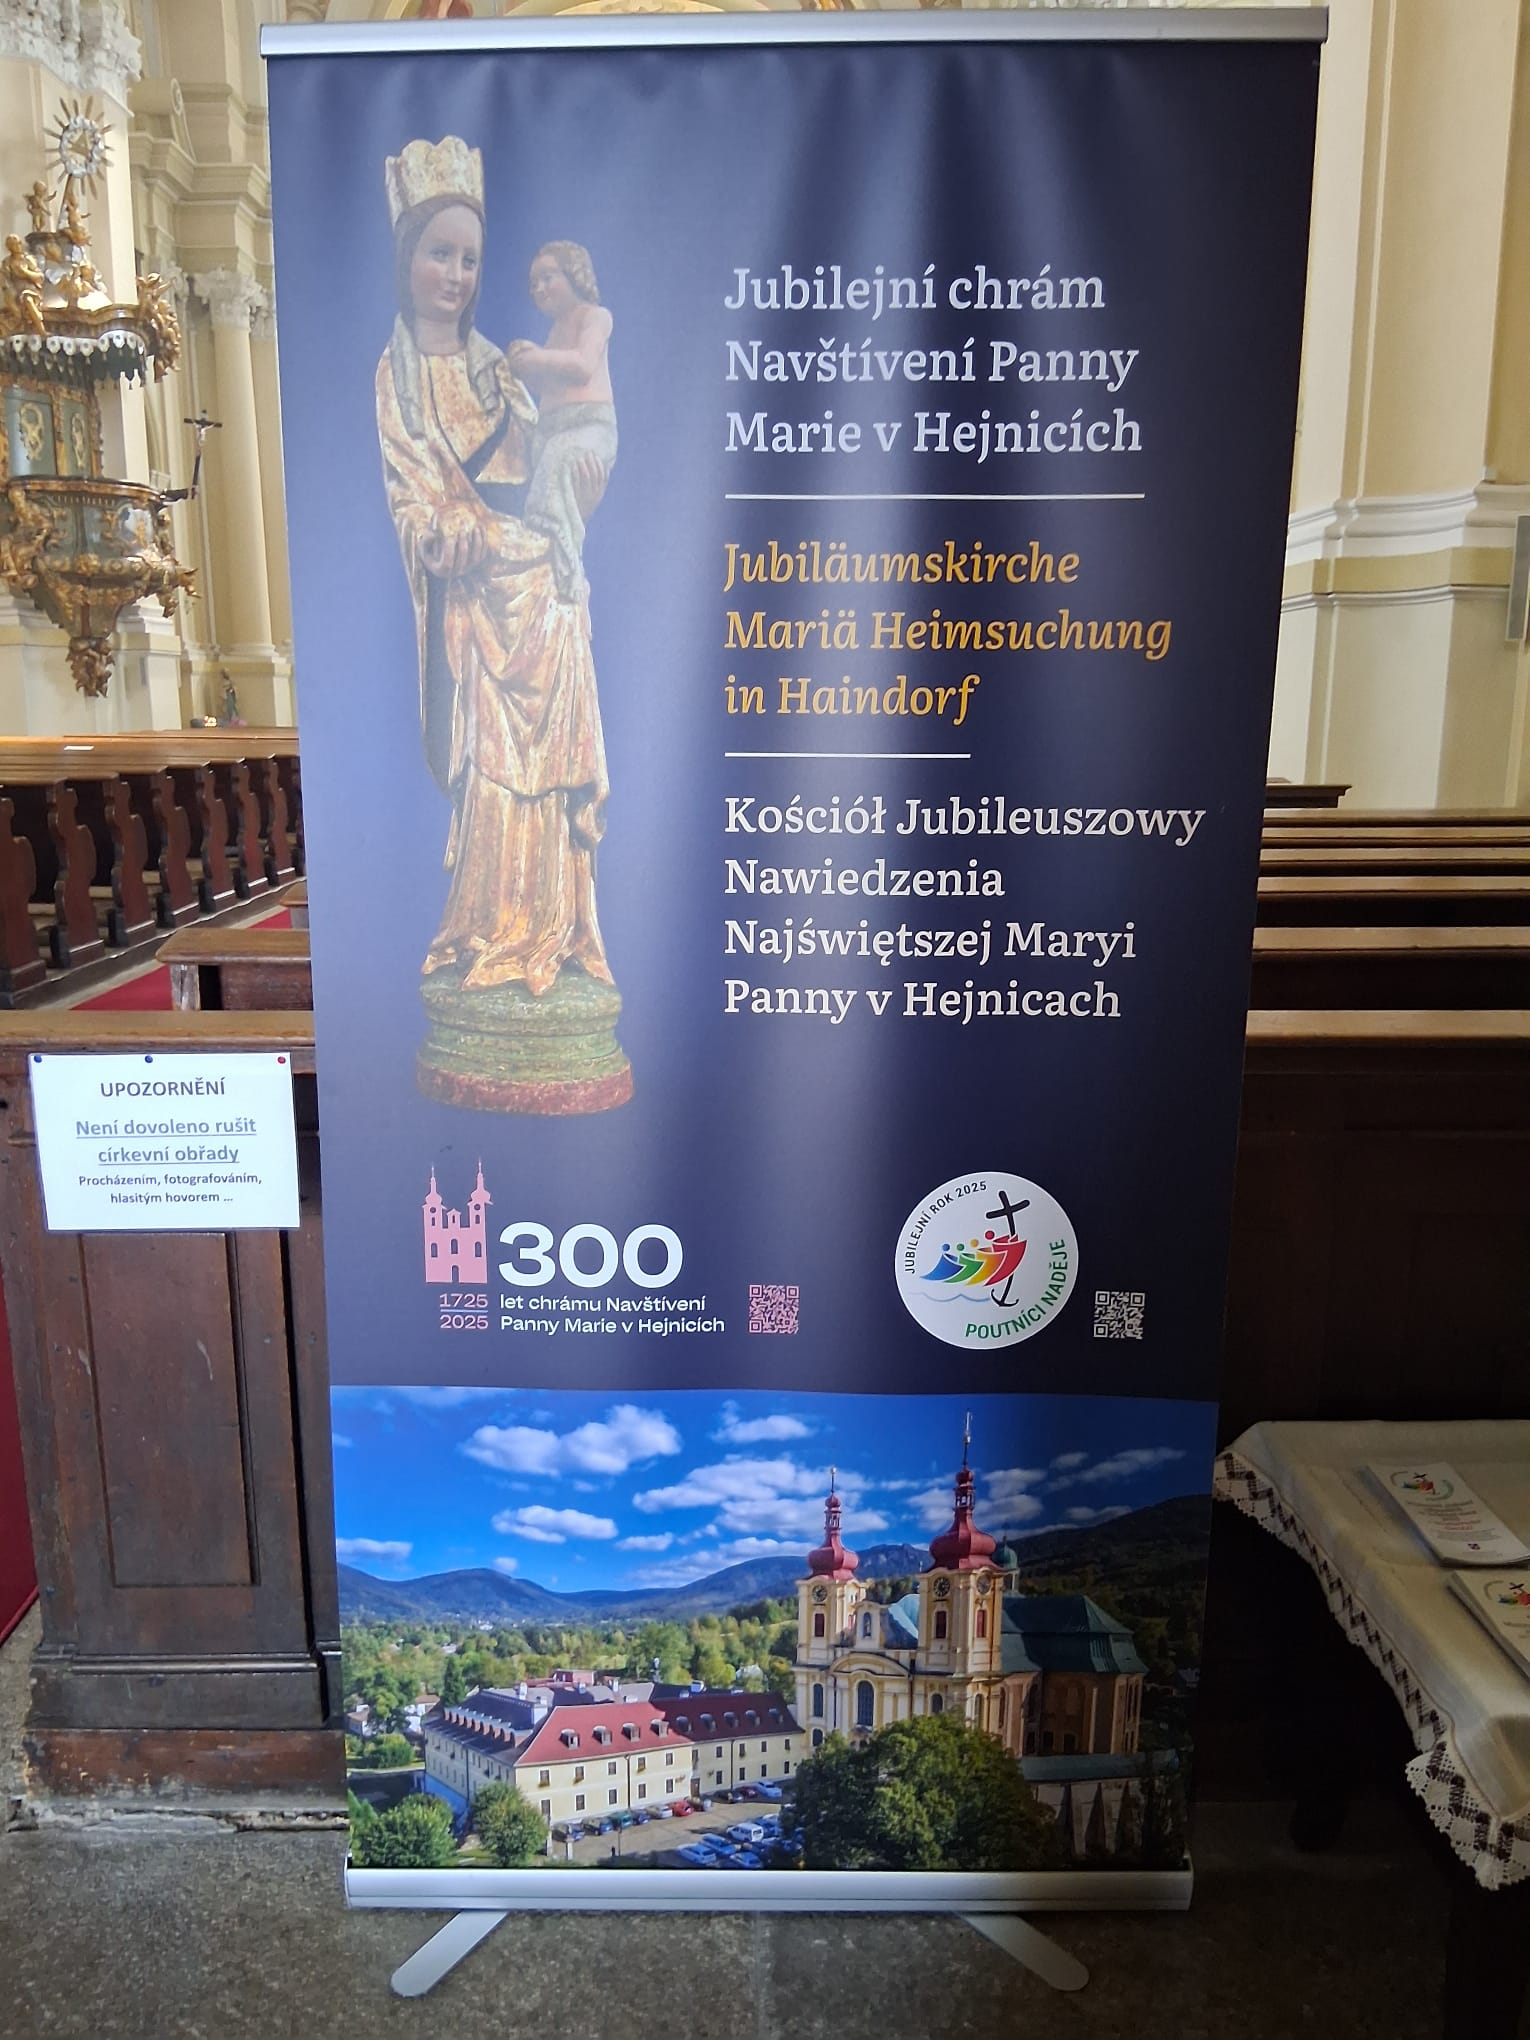 Jubilejní chrám
Navštívení Panny
Marie v Hejnicích
Jubiläumskirche
Mariä Heimsuchung
in Haindorf
Kościół Jubileuszowy
Nawiedzenia
Najświętszej Maryi
Panny v Hejnicach
UPOZORNĚNÍ
Není dovoleno rušit
církevní obřady
Procházením, fotografováním,
hlasitým hovorem ...
300
1725
2025
let chrámu Navštívení
Panny Marie v Hejnicích
JUBILEJNÍ ROK 2025
POUTNÍCI NADĚJE